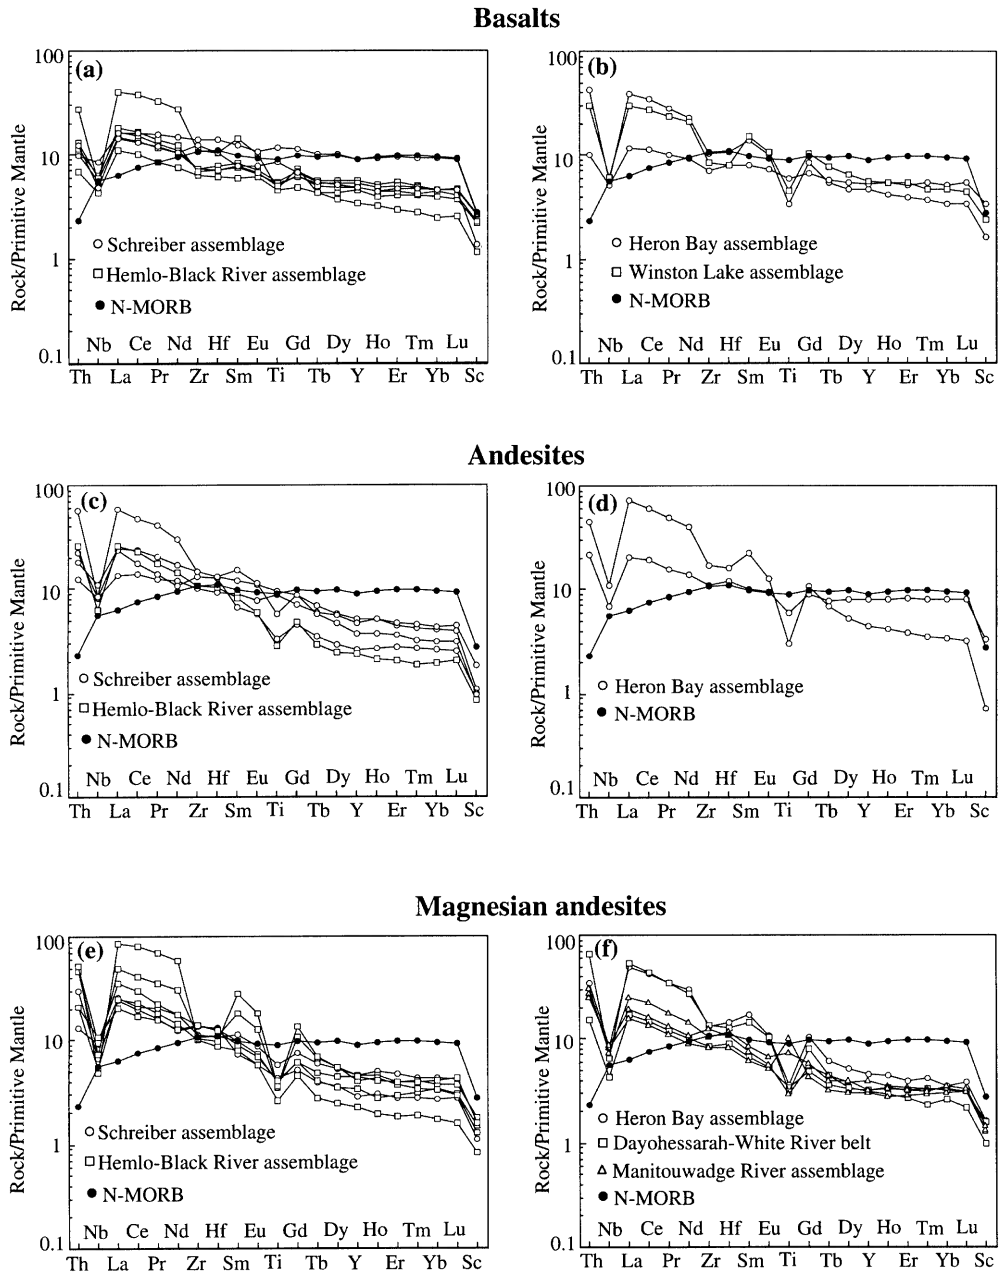 Basalts
(a)
Rock/Primitive Mantle
100
10
1
0.1
Schreiber assemblage
Hemlo-Black River assemblage
N-MORB
Nb Ce Nd Hf Eu Gd Dy Ho Tm Lu
Th La Pr Zr Sm Ti Tb Y Er Yb Sc
(b)
Rock/Primitive Mantle
100
10
1
0.1
Heron Bay assemblage
Winston Lake assemblage
N-MORB
Nb Ce Nd Hf Eu Gd Dy Ho Tm Lu
Th La Pr Zr Sm Ti Tb Y Er Yb Sc
Andesites
(c)
Rock/Primitive Mantle
100
10
1
0.1
Schreiber assemblage
Hemlo-Black River assemblage
N-MORB
Nb Ce Nd Hf Eu Gd Dy Ho Tm Lu
Th La Pr Zr Sm Ti Tb Y Er Yb Sc
(d)
Rock/Primitive Mantle
100
10
1
0.1
Heron Bay assemblage
N-MORB
Nb Ce Nd Hf Eu Gd Dy Ho Tm Lu
Th La Pr Zr Sm Ti Tb Y Er Yb Sc
Magnesian andesites
(e)
Rock/Primitive Mantle
100
10
1
0.1
Schreiber assemblage
Hemlo-Black River assemblage
N-MORB
Nb Ce Nd Hf Eu Gd Dy Ho Tm Lu
Th La Pr Zr Sm Ti Tb Y Er Yb Sc
(f)
Rock/Primitive Mantle
100
10
1
0.1
Heron Bay assemblage
Dayohessarah-White River belt
Manitouwadge River assemblage
N-MORB
Nb Ce Nd Hf Eu Gd Dy Ho Tm Lu
Th La Pr Zr Sm Ti Tb Y Er Yb Sc